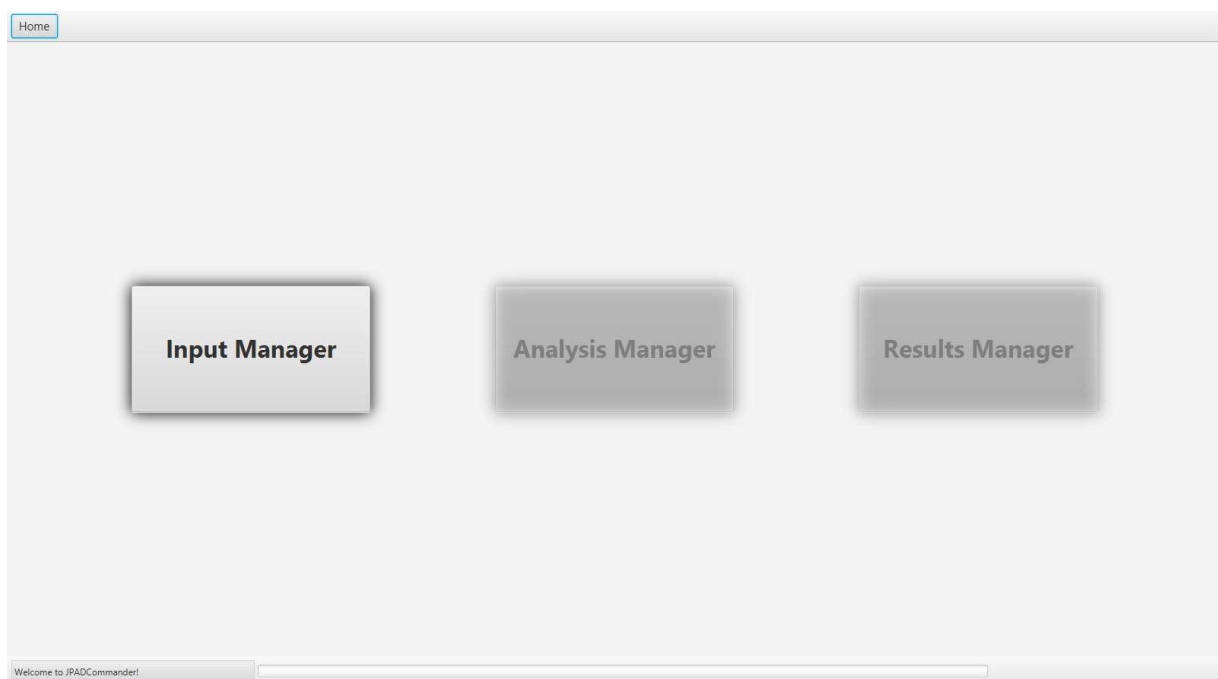 Home
Input Manager
Analysis Manager
Results Manager
Welcome to JPADCommander!